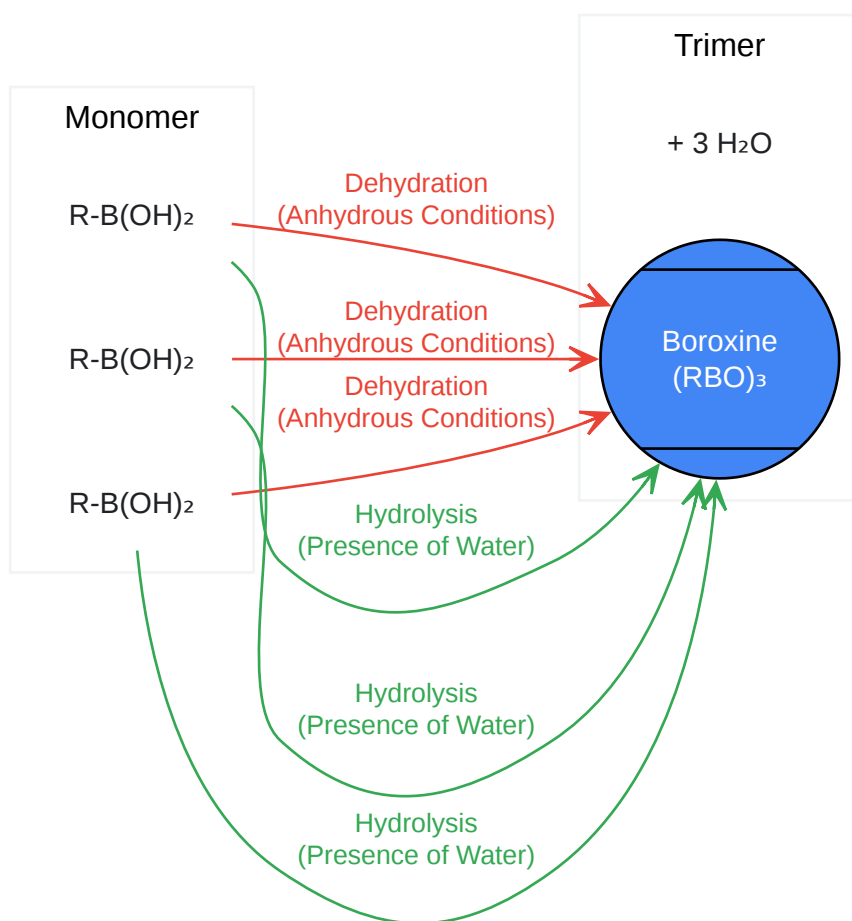 Trimer
+ 3 H₂O
Monomer
R-B(OH)₂
R-B(OH)₂
R-B(OH)₂
Dehydration
(Anhydrous Conditions)
Dehydration
(Anhydrous Conditions)
Dehydration
(Anhydrous Conditions)
Boroxine
(RBO)₃
Hydrolysis
(Presence of Water)
Hydrolysis
(Presence of Water)
Hydrolysis
(Presence of Water)